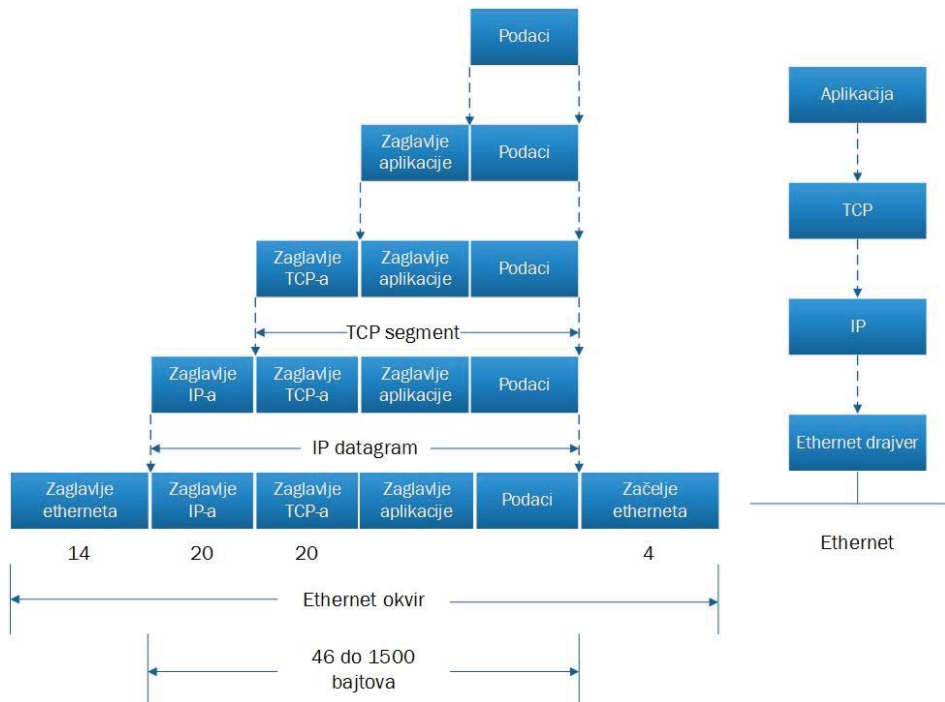 Podaci
Aplikacija
Zaglavlje
aplikacije
Podaci
TCP
Zaglavlje
TCP-a
Zaglavlje
aplikacije
Podaci
TCP segment
IP
Zaglavlje
IP-a
Zaglavlje
TCP-a
Zaglavlje
aplikacije
Podaci
IP datagram
Ethernet drajver
Zaglavlje
etherneta
Zaglavlje
IP-a
Zaglavlje
TCP-a
Zaglavlje
aplikacije
Podaci
Začelje
etherneta
Ethernet
14
20
20
4
Ethernet okvir
46 do 1500
bajtova